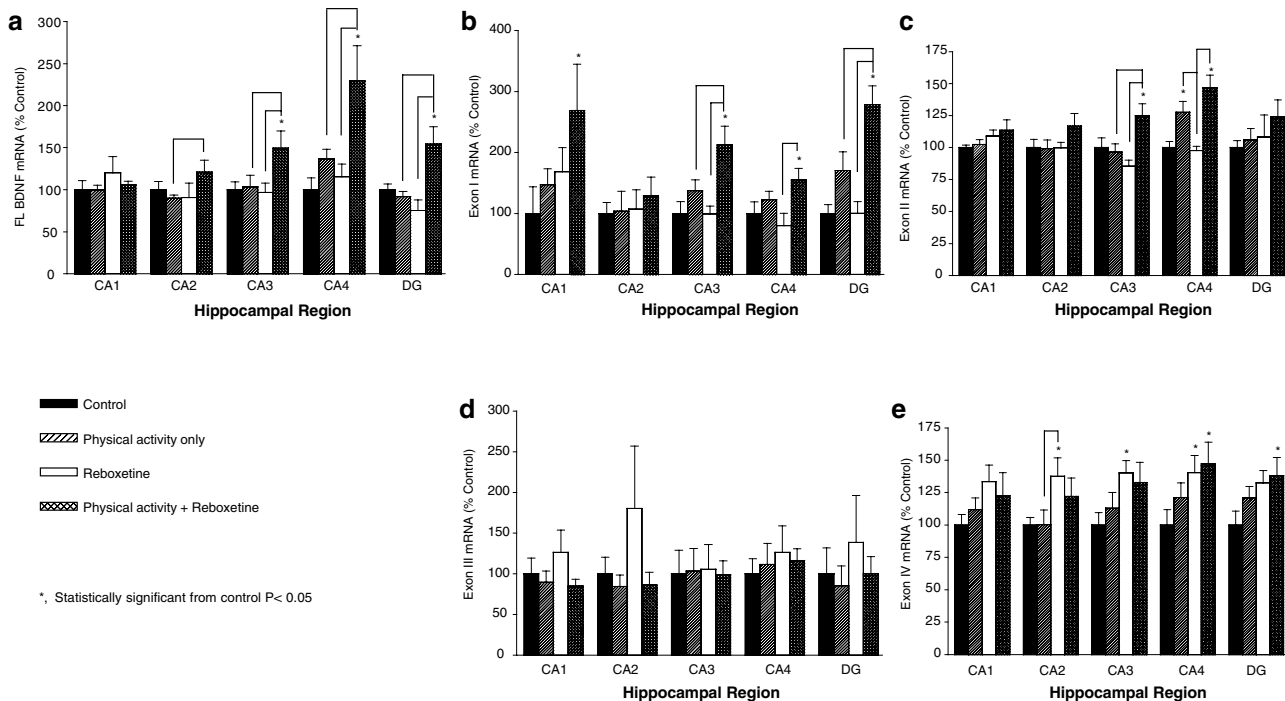 a
FL BDNF mRNA (% Control)
300
250
200
150
100
50
0
CA1 CA2 CA3 CA4 DG
Hippocampal Region
* * *
b
Exon I mRNA (% Control)
400
300
200
100
0
CA1 CA2 CA3 CA4 DG
Hippocampal Region
* * * *
c
Exon II mRNA (% Control)
175
150
125
100
75
50
25
0
CA1 CA2 CA3 CA4 DG
Hippocampal Region
* * *
Control
Physical activity only
Reboxetine
Physical activity + Reboxetine
*, Statistically significant from control P< 0.05
d
Exon III mRNA (% Control)
300
250
200
150
100
50
0
CA1 CA2 CA3 CA4 DG
Hippocampal Region
e
Exon IV mRNA (% Control)
175
150
125
100
75
50
25
0
CA1 CA2 CA3 CA4 DG
Hippocampal Region
* * * * *